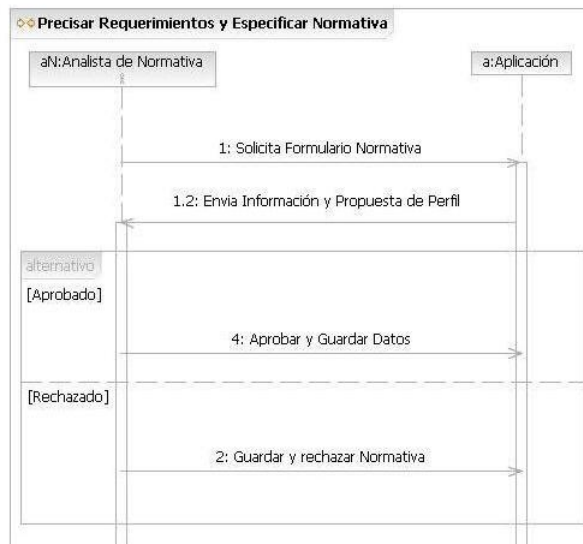 Precisar Requerimientos y Especificar Normativa
aN:Analista de Normativa
a:Aplicación
1: Solicita Formulario Normativa
1.2: Envia Información y Propuesta de Perfil
alternativo
[Aprobado]
4: Aprobar y Guardar Datos
[Rechazado]
2: Guardar y rechazar Normativa